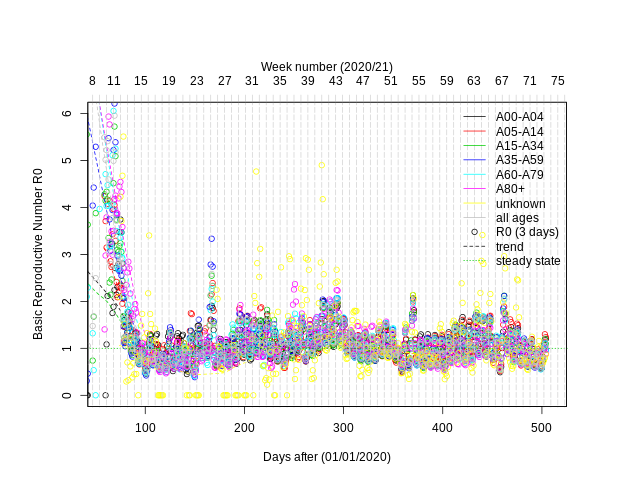 Week number (2020/21)
8 11 15 19 23 27 31 35 39 43 47 51 55 59 63 67 71 75
Basic Reproductive Number R0
6
5
4
3
2
1
0
A00-A04
A05-A14
A15-A34
A35-A59
A60-A79
A80+
unknown
all ages
R0 (3 days)
trend
steady state
100 200 300 400 500
Days after (01/01/2020)